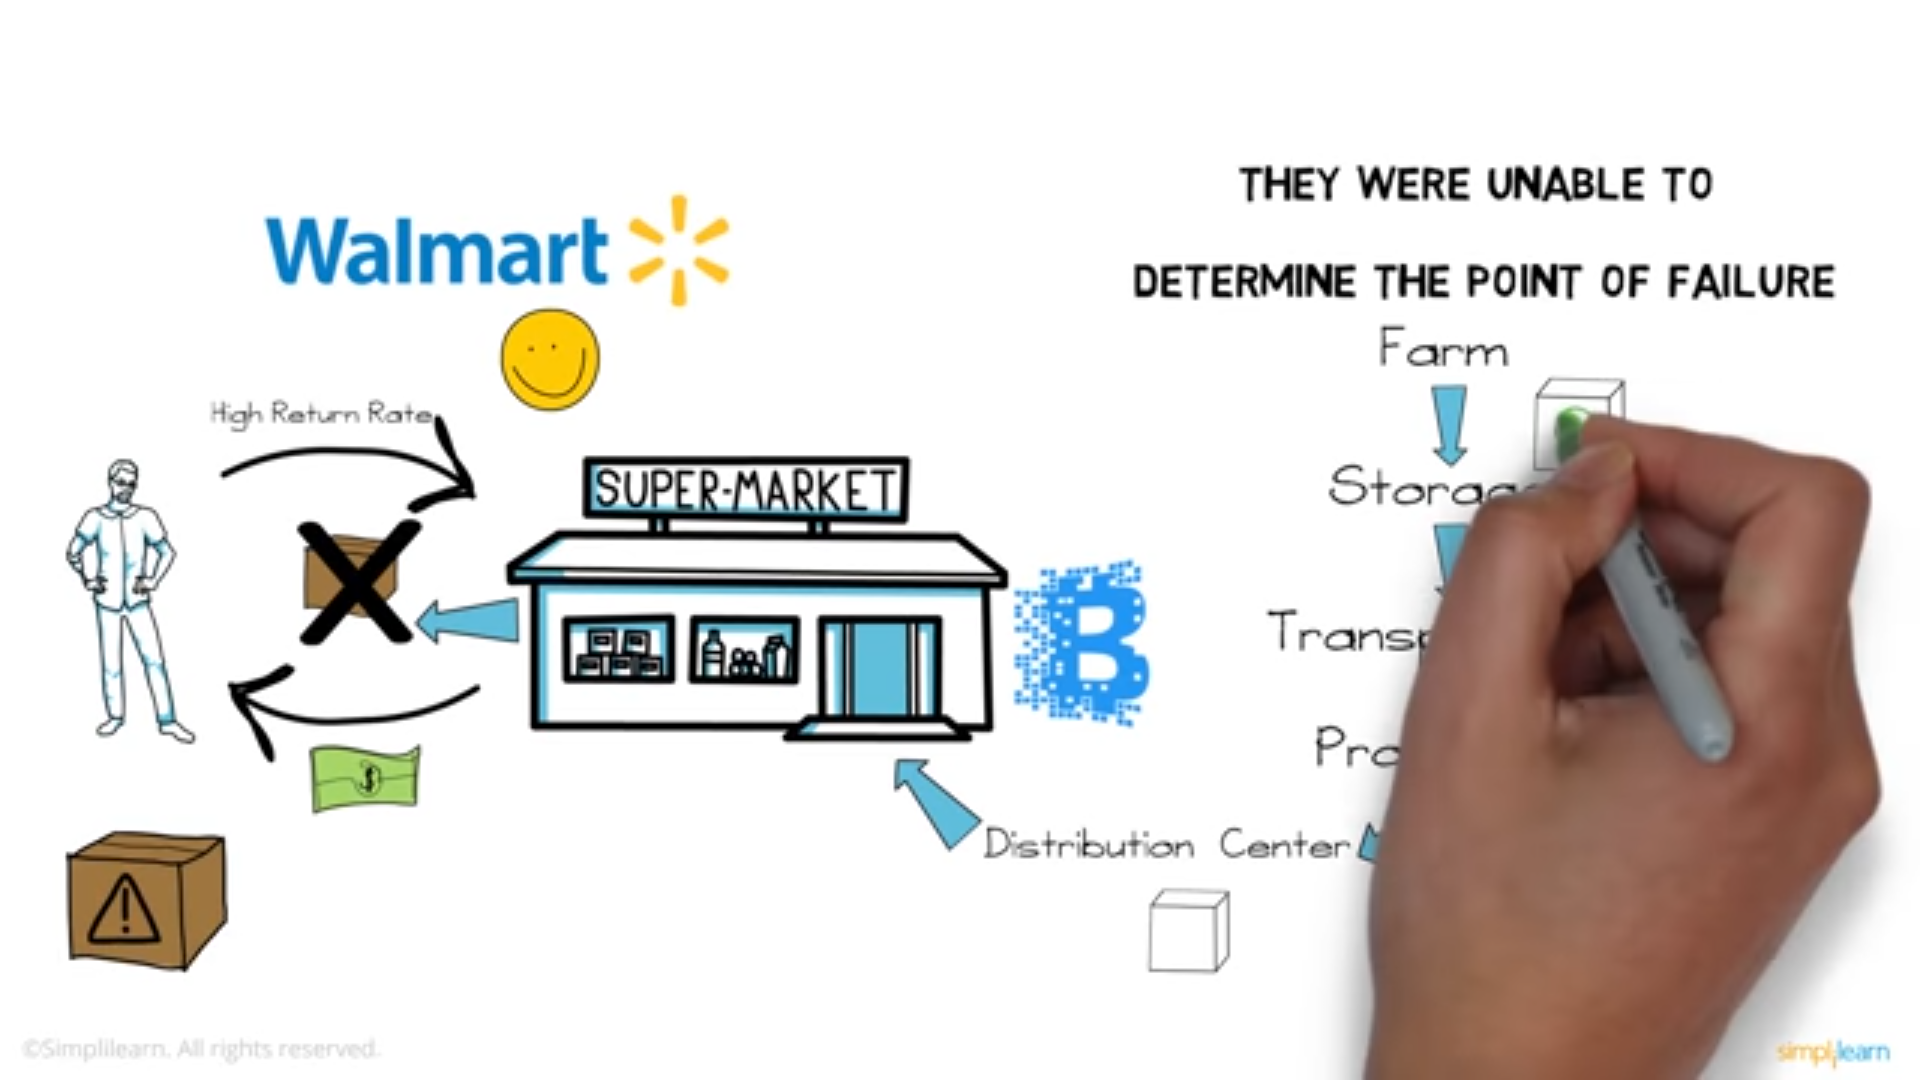 THEY WERE UNABLE TO
DETERMINE THE POINT OF FAILURE
Walmart
Farm
High Return Rate
SUPER-MARKET
Distribution Center
$
©Simplilearn. All rights reserved.
simplilearn